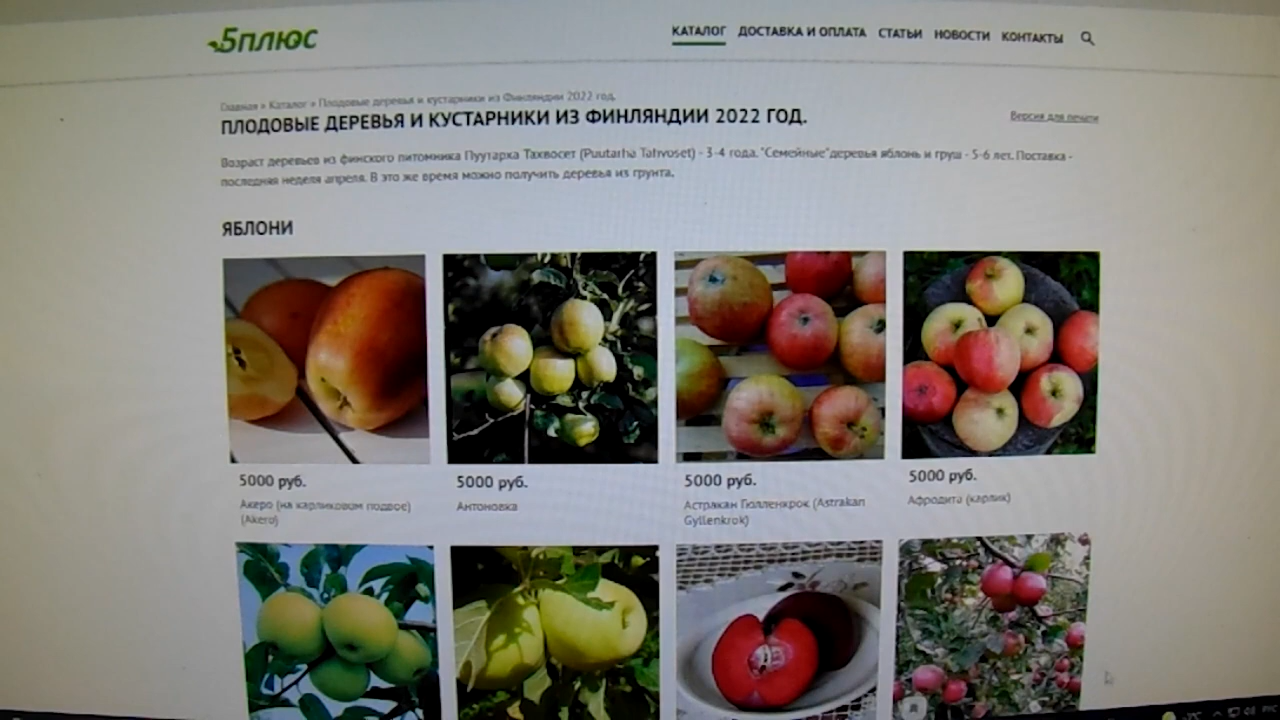 5ПЛЮС
КАТАЛОГ ДОСТАВКА И ОПЛАТА СТАТЬИ НОВОСТИ КОНТАКТЫ
Главная » Каталог » Плодовые деревья и кустарники из Финляндии 2022 год.
ПЛОДОВЫЕ ДЕРЕВЬЯ И КУСТАРНИКИ ИЗ ФИНЛЯНДИИ 2022 ГОД.
Версия для печати
Возраст деревьев из финского питомника Пуутарха Тахвосет (Puutarha Tahvoset) - 3-4 года. "Семейные"деревья яблонь и груш - 5-6 лет. Поставка -
последняя неделя апреля. В это же время можно получить деревья из грунта.
ЯБЛОНИ
5000 руб. 5000 руб. 5000 руб. 5000 руб.
Акеро (на карликовом подвое) Антоновка Астракан Гюлленкрок (Astrakan Афродита (карлик)
(Akero) Gyllenkrok)